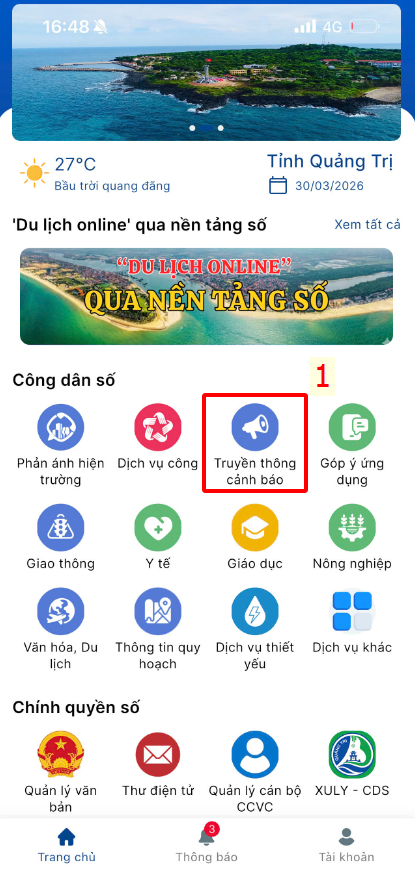 16:48 4G
27°C
Bầu trời quang đãng
Tỉnh Quảng Trị
30/03/2026
'Du lịch online' qua nền tảng số Xem tất cả
“DU LỊCH ONLINE”
QUA NỀN TẢNG SỐ
Công dân số
1
Phản ánh hiện trường
Dịch vụ công
Truyền thông cảnh báo
Góp ý ứng dụng
Giao thông
Y tế
Giáo dục
Nông nghiệp
Văn hóa, Du lịch
Thông tin quy hoạch
Dịch vụ thiết yếu
Dịch vụ khác
Chính quyền số
Quản lý văn bản
Thư điện tử
Quản lý cán bộ CCVC
XULY - CDS
Trang chủ
3
Thông báo
Tài khoản